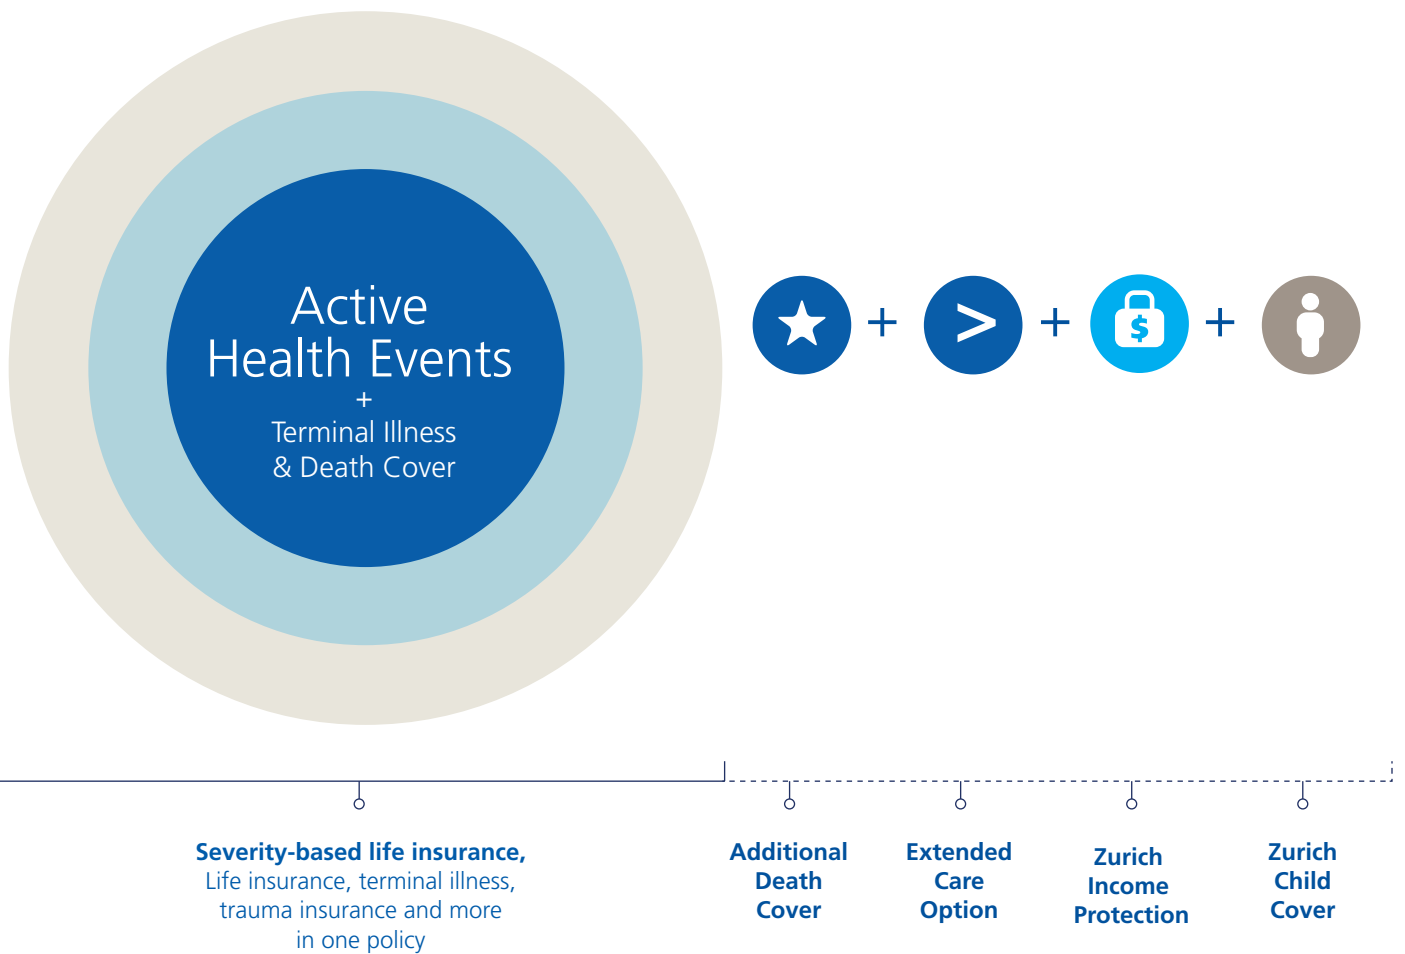 Active
Health Events
+
Terminal Illness
& Death Cover
> + + +
$
Severity-based life insurance,
Life insurance, terminal illness,
trauma insurance and more
in one policy
Additional
Death
Cover
Extended
Care
Option
Zurich
Income
Protection
Zurich
Child
Cover